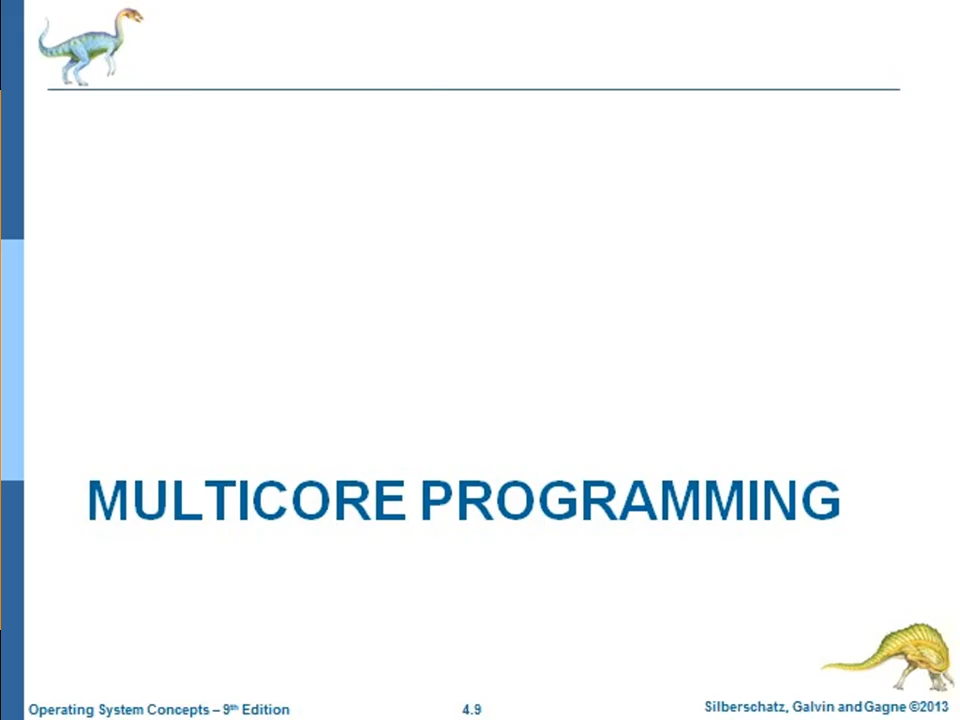 MULTICORE PROGRAMMING
Operating System Concepts – 9th Edition
4.9
Silberschatz, Galvin and Gagne ©2013